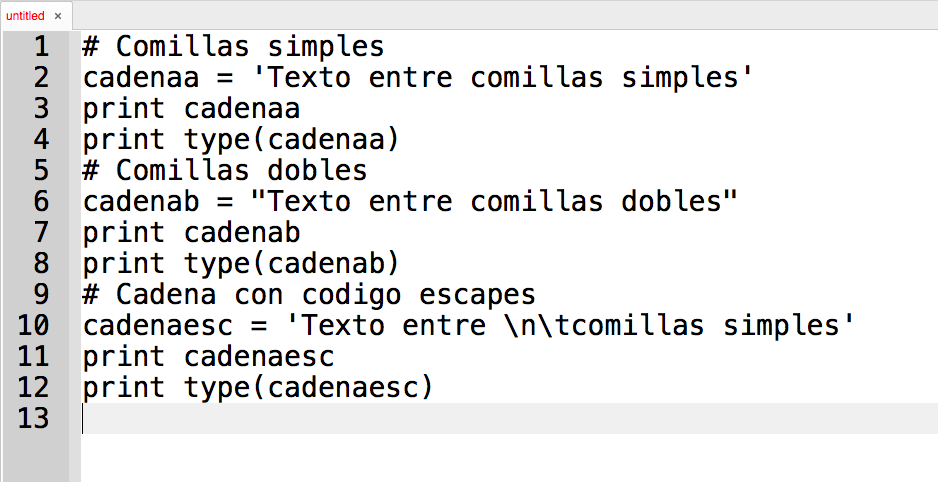 untitled ×
1 # Comillas simples
2 cadenaa = 'Texto entre comillas simples'
3 print cadenaa
4 print type(cadenaa)
5 # Comillas dobles
6 cadenab = "Texto entre comillas dobles"
7 print cadenab
8 print type(cadenab)
9 # Cadena con codigo escapes
10 cadenaesc = 'Texto entre \n\tcomillas simples'
11 print cadenaesc
12 print type(cadenaesc)
13